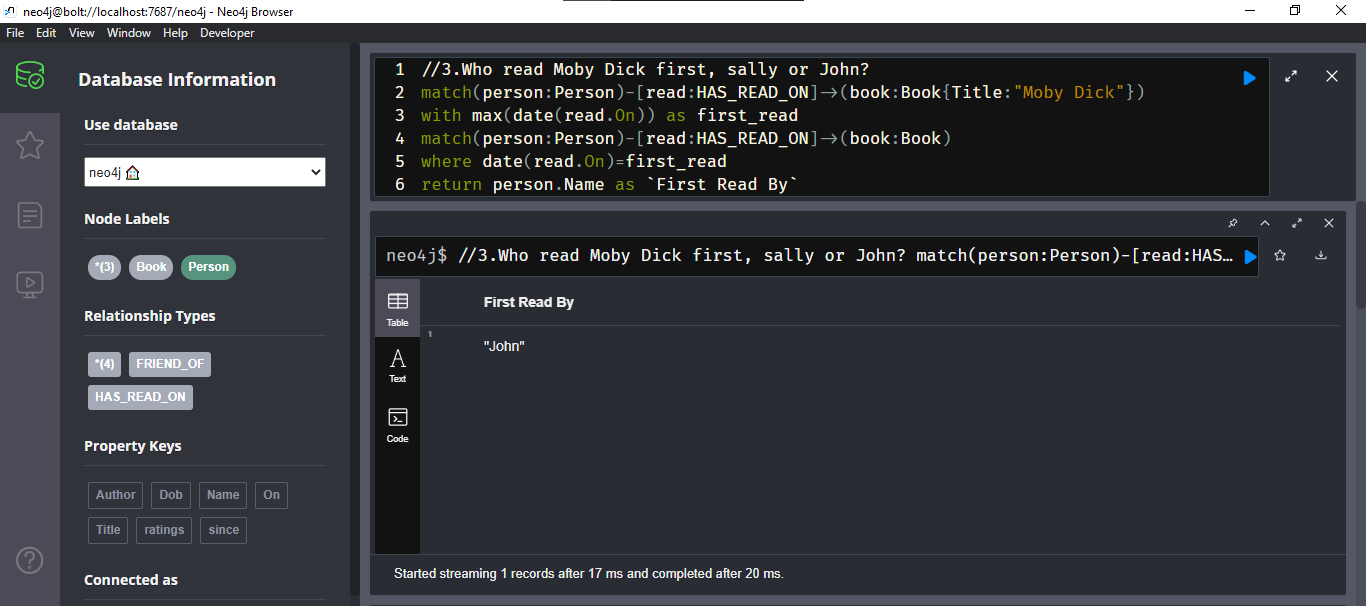 neo4j@bolt://localhost:7687/neo4j - Neo4j Browser
File Edit View Window Help Developer
Database Information
Use database
neo4j
Node Labels
*(3) Book Person
Relationship Types
*(4) FRIEND_OF
HAS_READ_ON
Property Keys
Author Dob Name On
Title ratings since
Connected as
1 //3.Who read Moby Dick first, sally or John?
2 match(person:Person)-[read:HAS_READ_ON]->(book:Book{Title:"Moby Dick"})
3 with max(date(read.On)) as first_read
4 match(person:Person)-[read:HAS_READ_ON]->(book:Book)
5 where date(read.On)=first_read
6 return person.Name as `First Read By`
neo4j$ //3.Who read Moby Dick first, sally or John? match(person:Person)-[read:HAS…
Table
Text
Code
First Read By
1
"John"
Started streaming 1 records after 17 ms and completed after 20 ms.